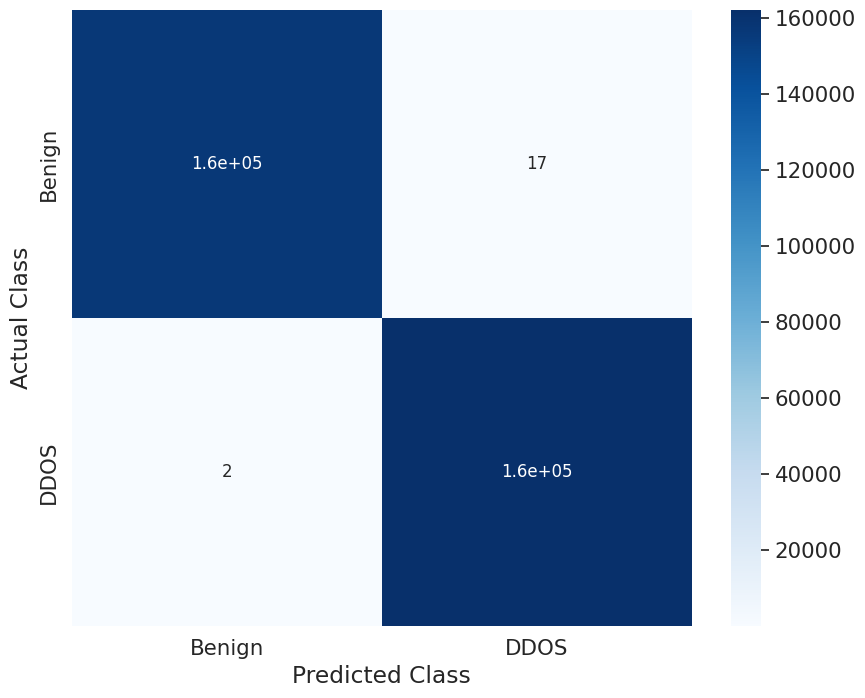 Actual Class
Benign
DDOS
1.6e+05
17
2
1.6e+05
Benign
DDOS
Predicted Class
160000
140000
120000
100000
80000
60000
40000
20000